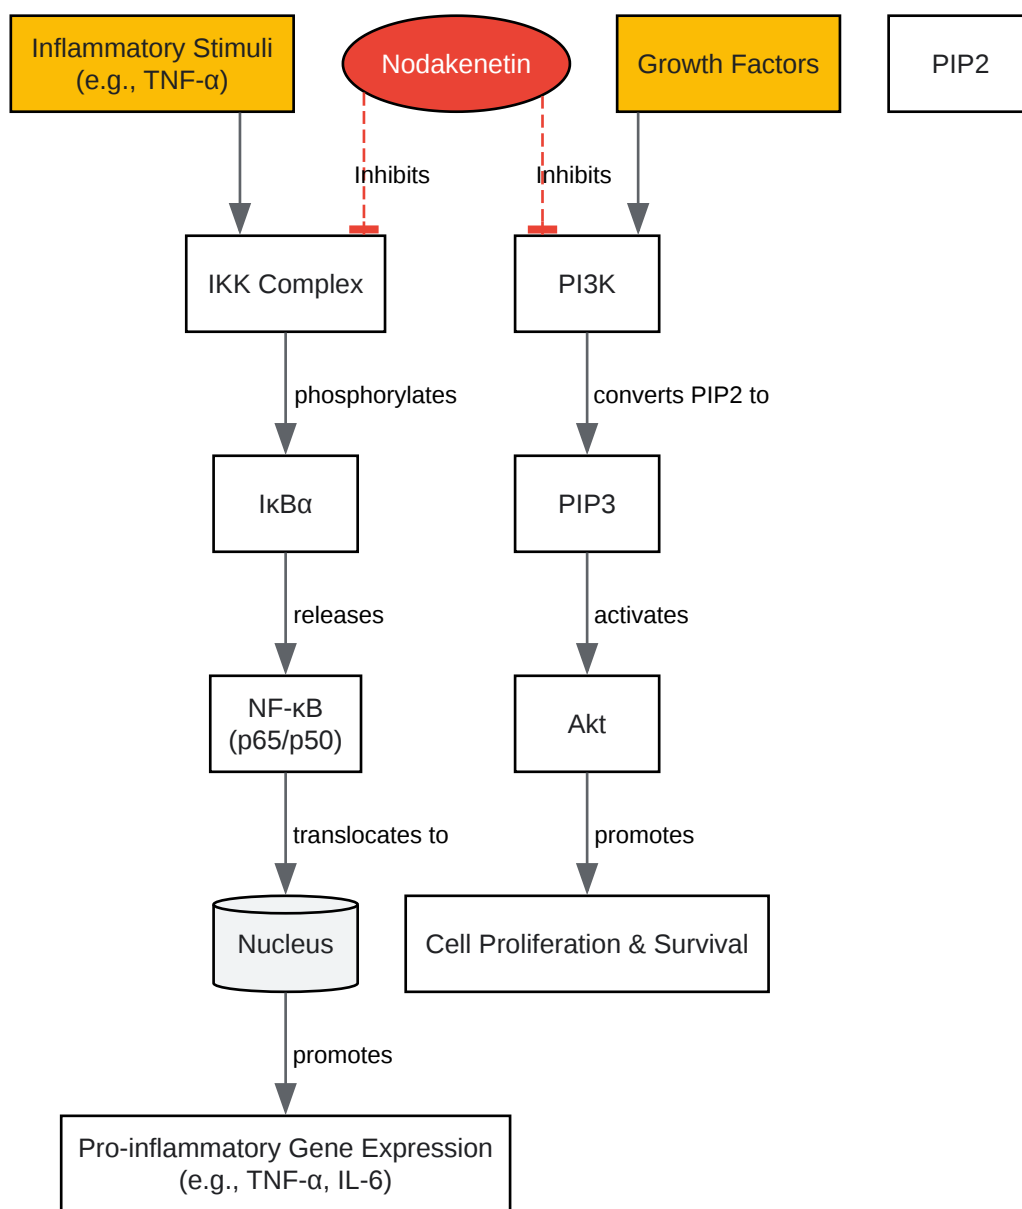 Inflammatory Stimuli
(e.g., TNF-α)
Nodakenetin
Growth Factors
PIP2
Inhibits
Inhibits
IKK Complex
PI3K
phosphorylates
converts PIP2 to
IκBα
PIP3
releases
activates
NF-κB
(p65/p50)
Akt
translocates to
promotes
Nucleus
Cell Proliferation & Survival
promotes
Pro-inflammatory Gene Expression
(e.g., TNF-α, IL-6)